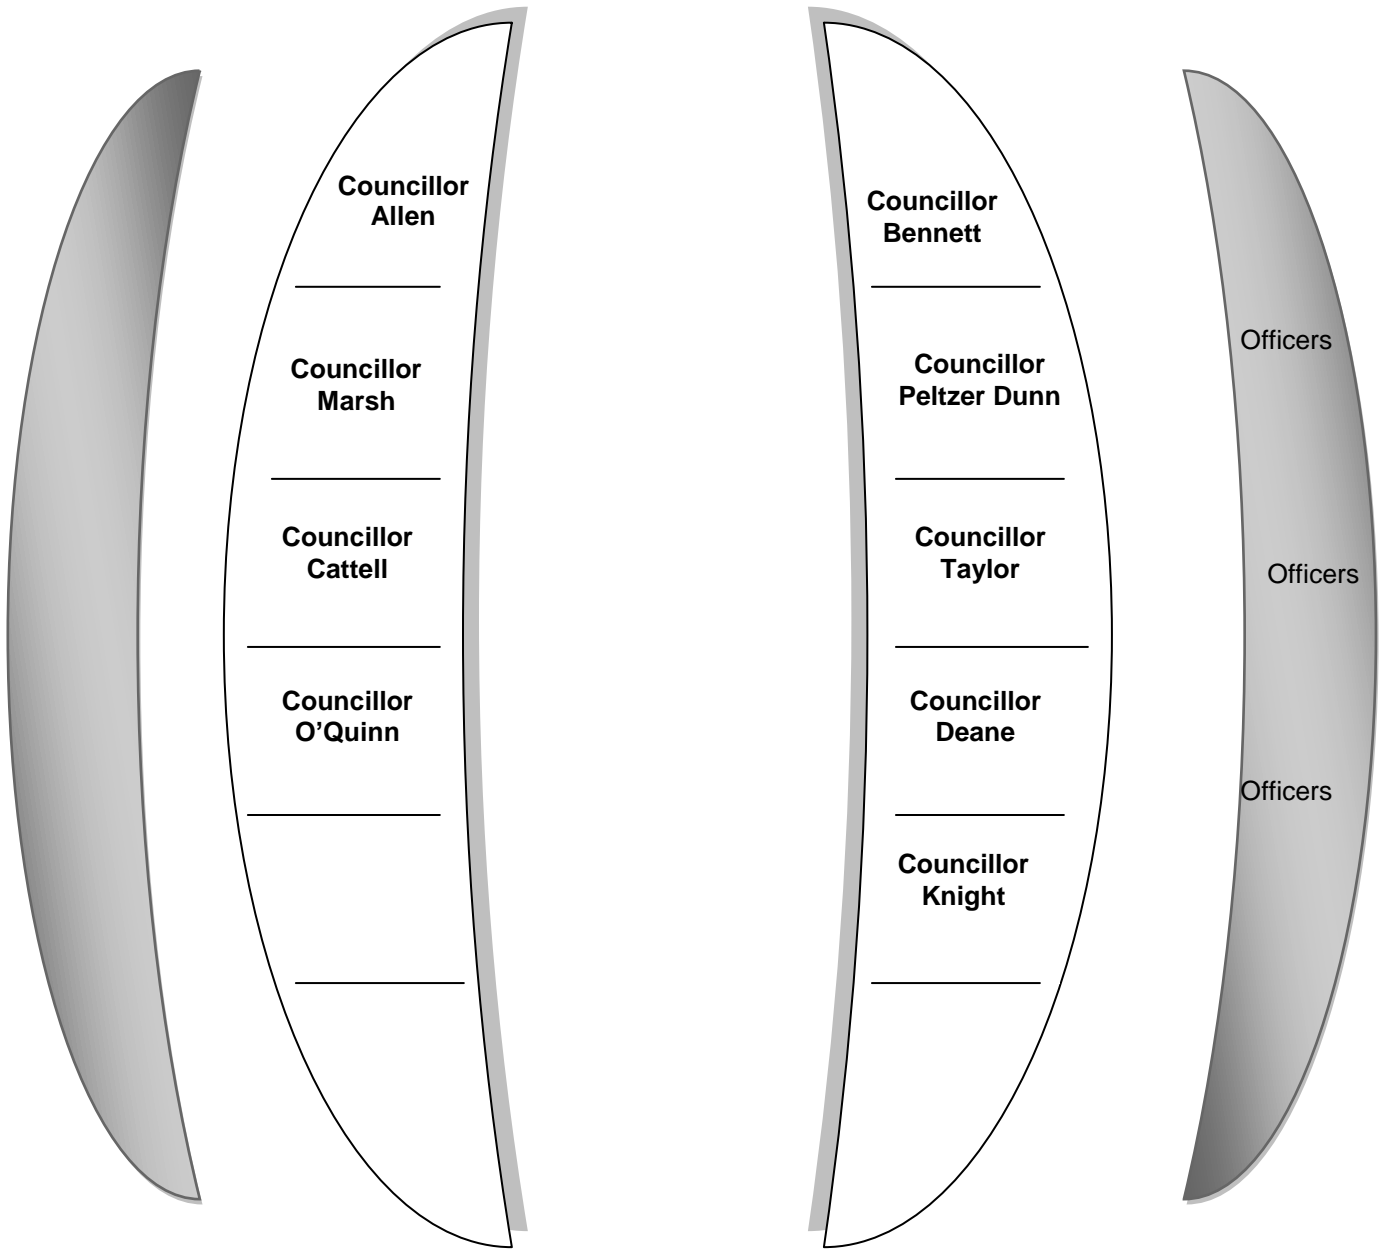 Councillor
Allen
Councillor
Marsh
Councillor
Cattell
Councillor
O’Quinn
Councillor
Bennett
Councillor
Peltzer Dunn
Councillor
Taylor
Councillor
Deane
Councillor
Knight
Officers
Officers
Officers